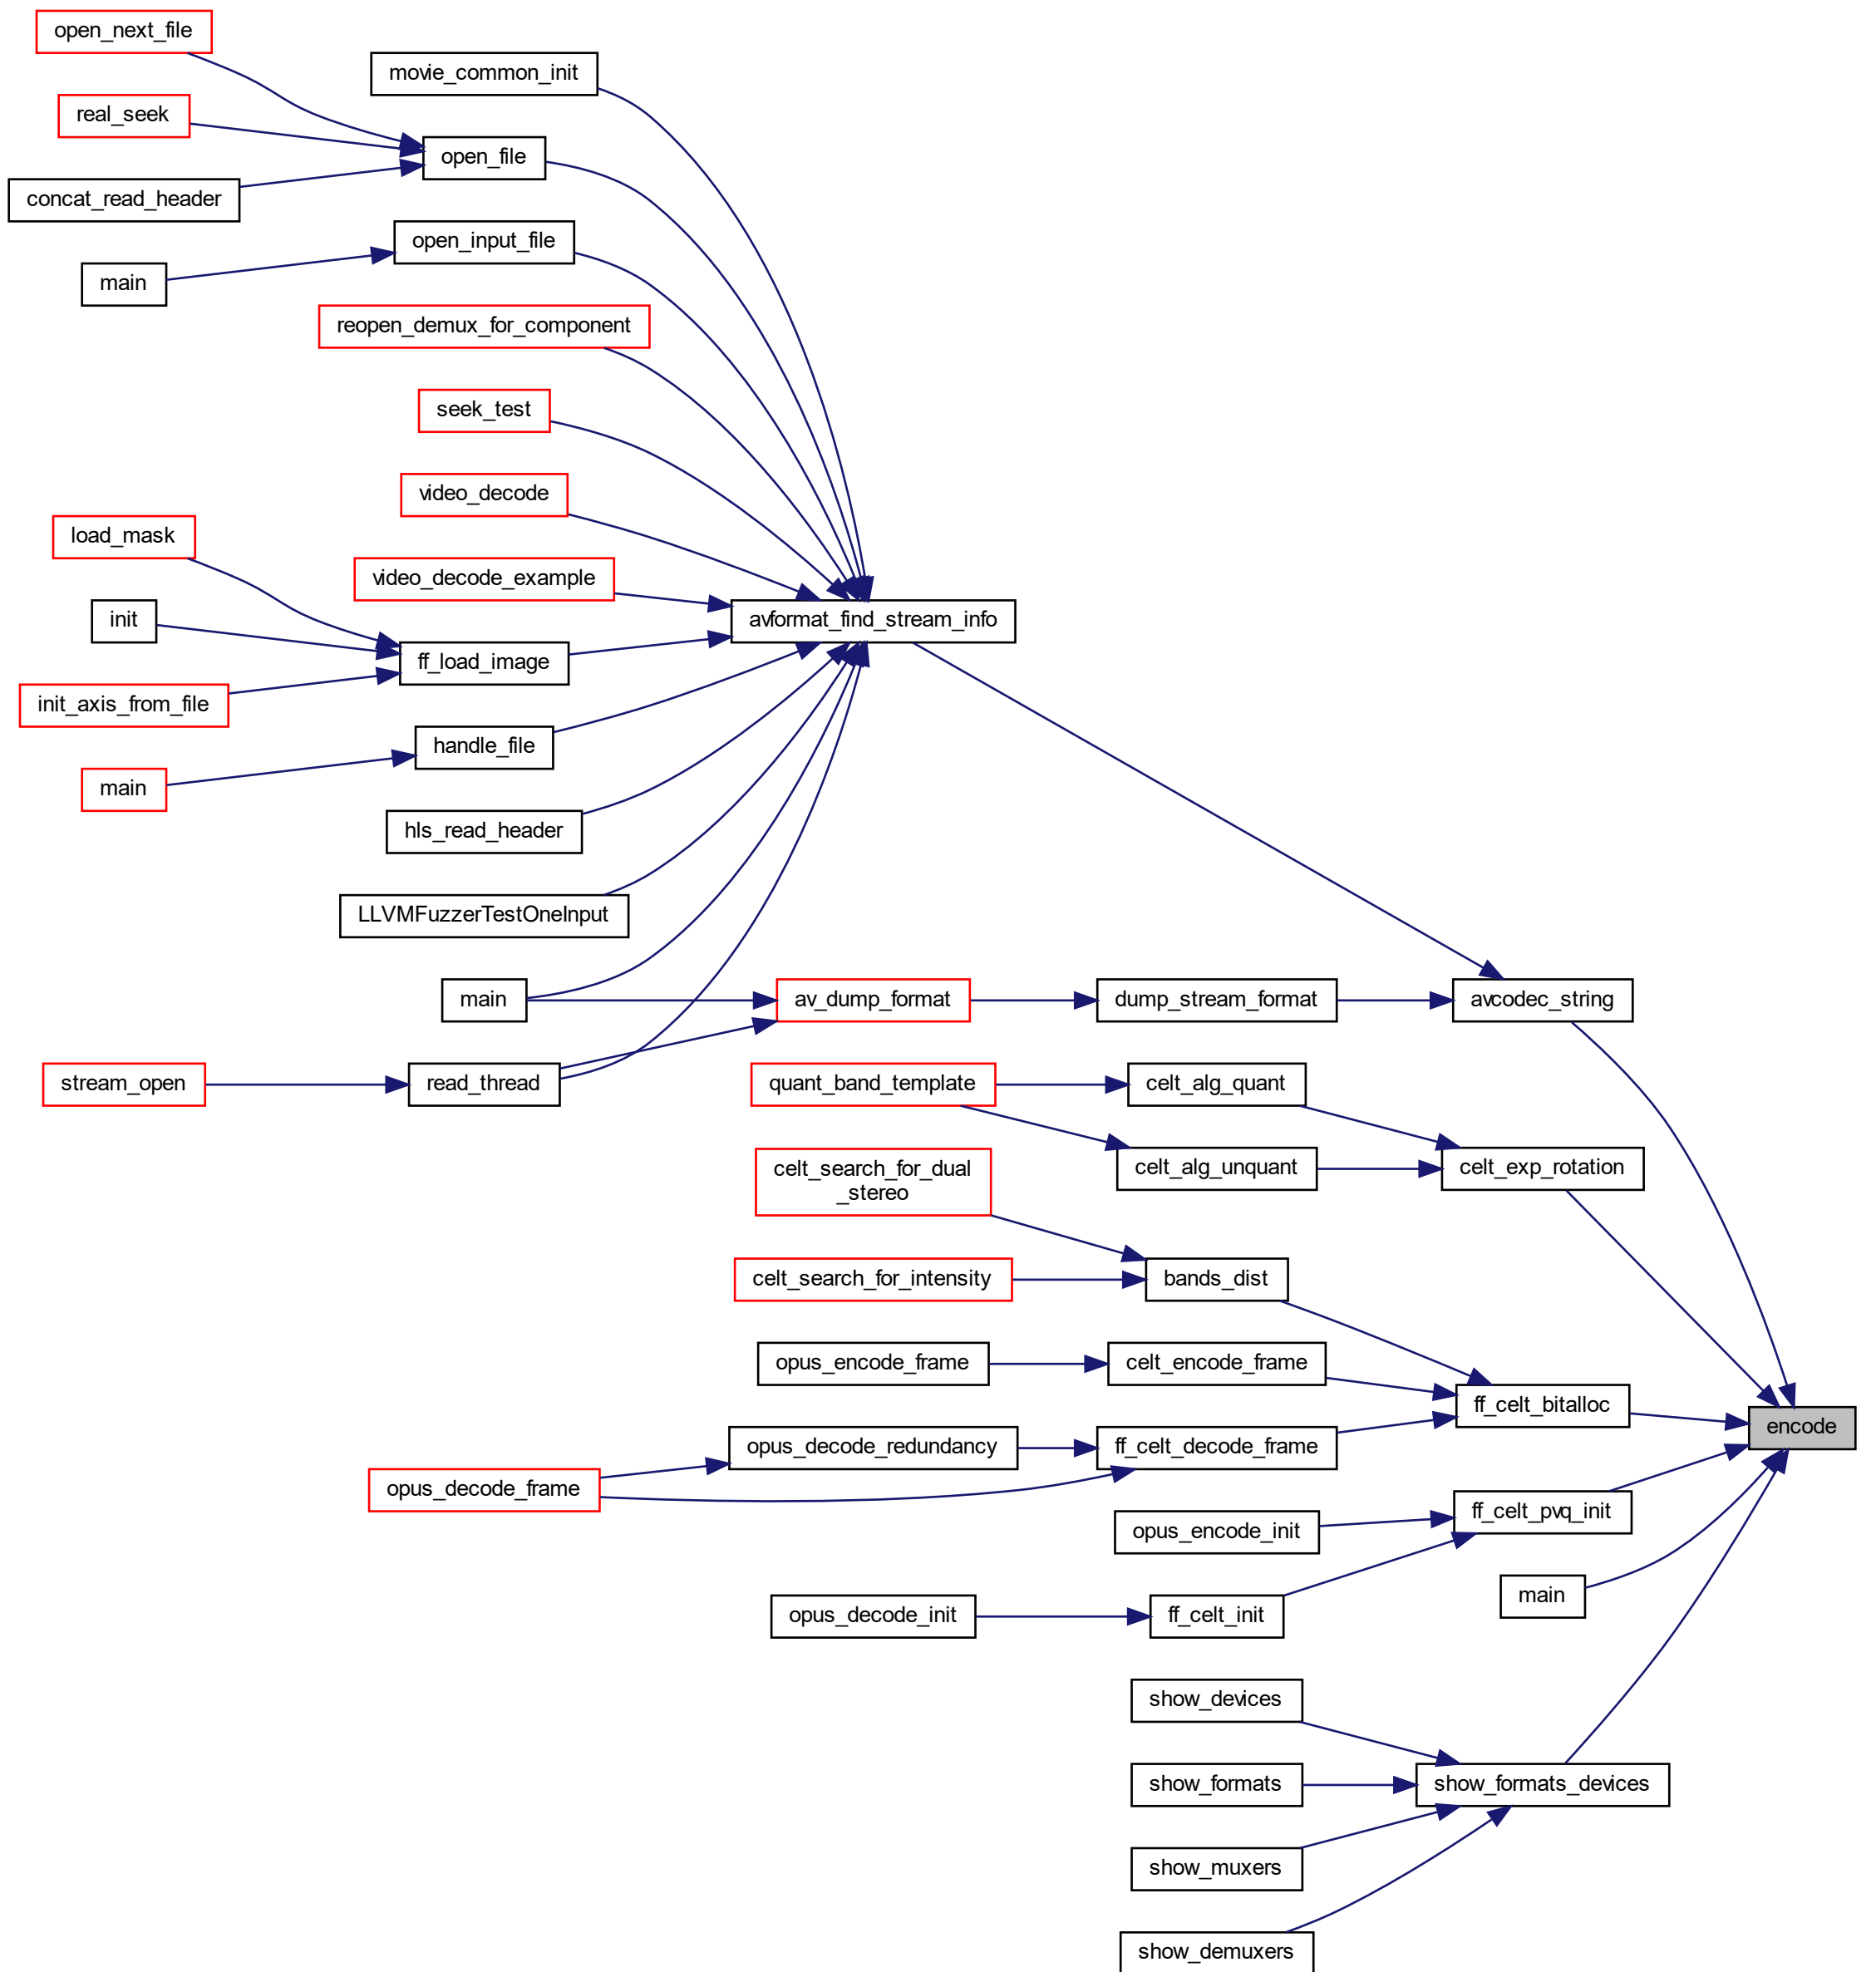 open_next_file
movie_common_init
real_seek
open_file
concat_read_header
open_input_file
main
reopen_demux_for_component
seek_test
video_decode
load_mask
video_decode_example
init
avformat_find_stream_info
ff_load_image
init_axis_from_file
handle_file
main
hls_read_header
LLVMFuzzerTestOneInput
main
av_dump_format
dump_stream_format
avcodec_string
stream_open
read_thread
quant_band_template
celt_alg_quant
celt_search_for_dual
_stereo
celt_alg_unquant
celt_exp_rotation
celt_search_for_intensity
bands_dist
opus_encode_frame
celt_encode_frame
ff_celt_bitalloc
encode
opus_decode_redundancy
ff_celt_decode_frame
opus_decode_frame
ff_celt_pvq_init
opus_encode_init
main
opus_decode_init
ff_celt_init
show_devices
show_formats
show_formats_devices
show_muxers
show_demuxers